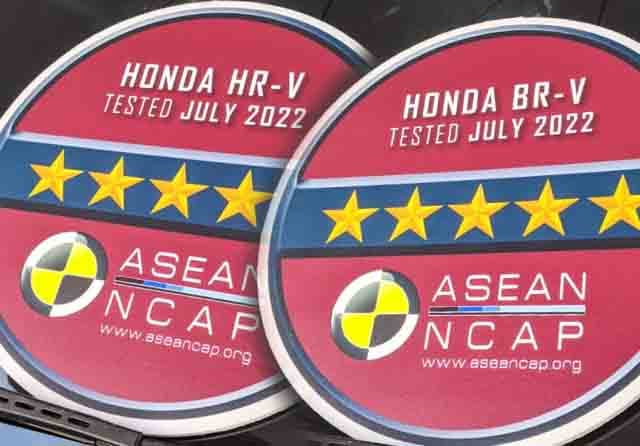 HONDA HR-V
TESTED JULY 2022
ASEAN
NCAP
www.aseancap.org
HONDA BR-V
TESTED JULY 2022
ASEAN
NCAP
www.aseancap.org